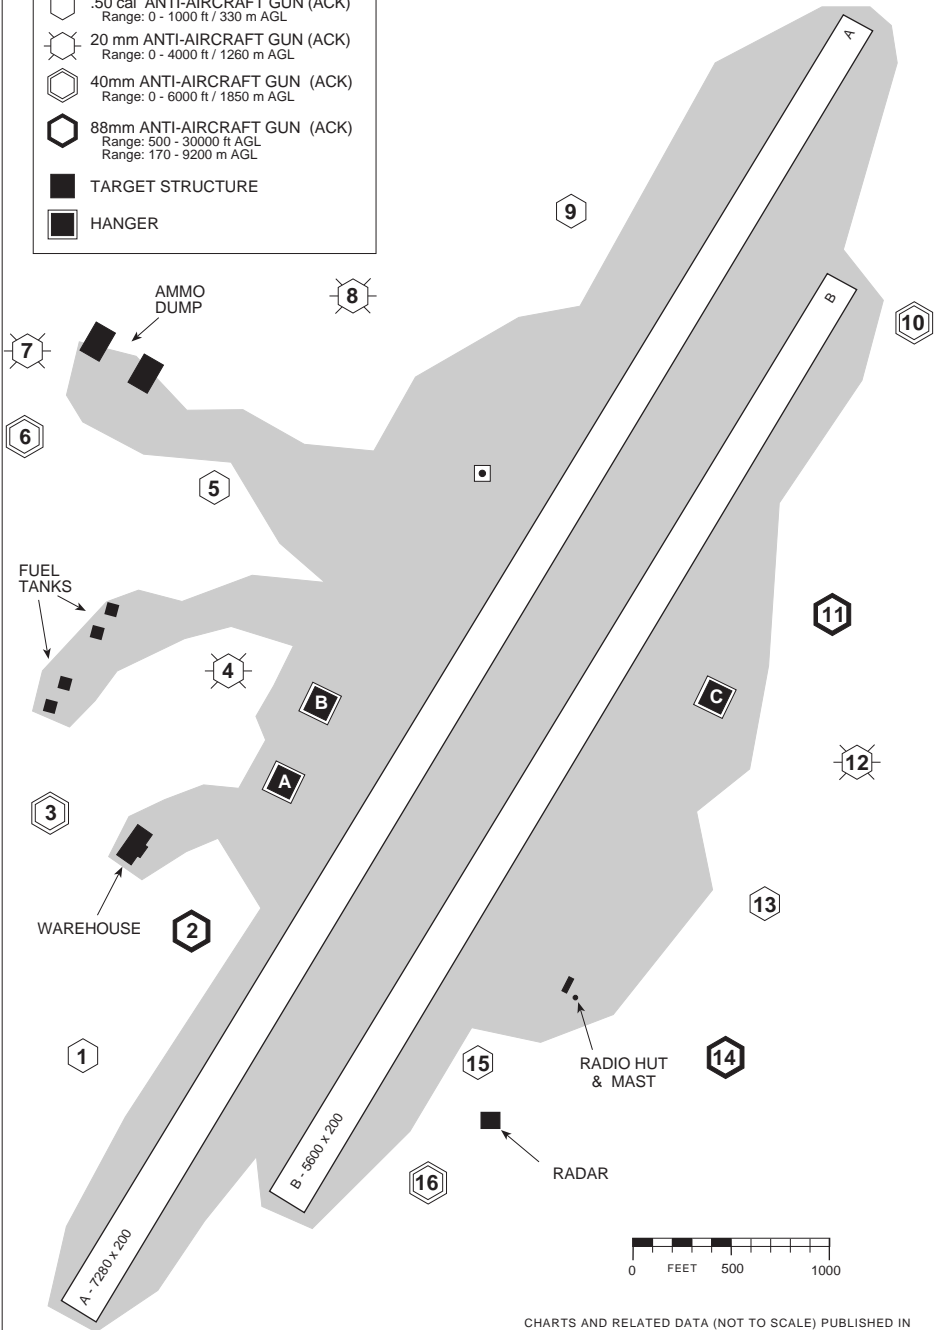 .50 cal ANTI-AIRCRAFT GUN (ACK)
Range: 0 - 1000 ft / 330 m AGL
20 mm ANTI-AIRCRAFT GUN (ACK)
Range: 0 - 4000 ft / 1260 m AGL
40mm ANTI-AIRCRAFT GUN (ACK)
Range: 0 - 6000 ft / 1850 m AGL
88mm ANTI-AIRCRAFT GUN (ACK)
Range: 500 - 30000 ft AGL
Range: 170 - 9200 m AGL
TARGET STRUCTURE
HANGER
A
9
AMMO
DUMP
8
B
10
7
6
5
FUEL
TANKS
11
4
B
C
12
A
3
WAREHOUSE
2
13
1
15
RADIO HUT
& MAST
14
B - 5600 x 200
RADAR
16
A - 7280 x 200
0
FEET
500
1000
CHARTS AND RELATED DATA (NOT TO SCALE) PUBLISHED IN